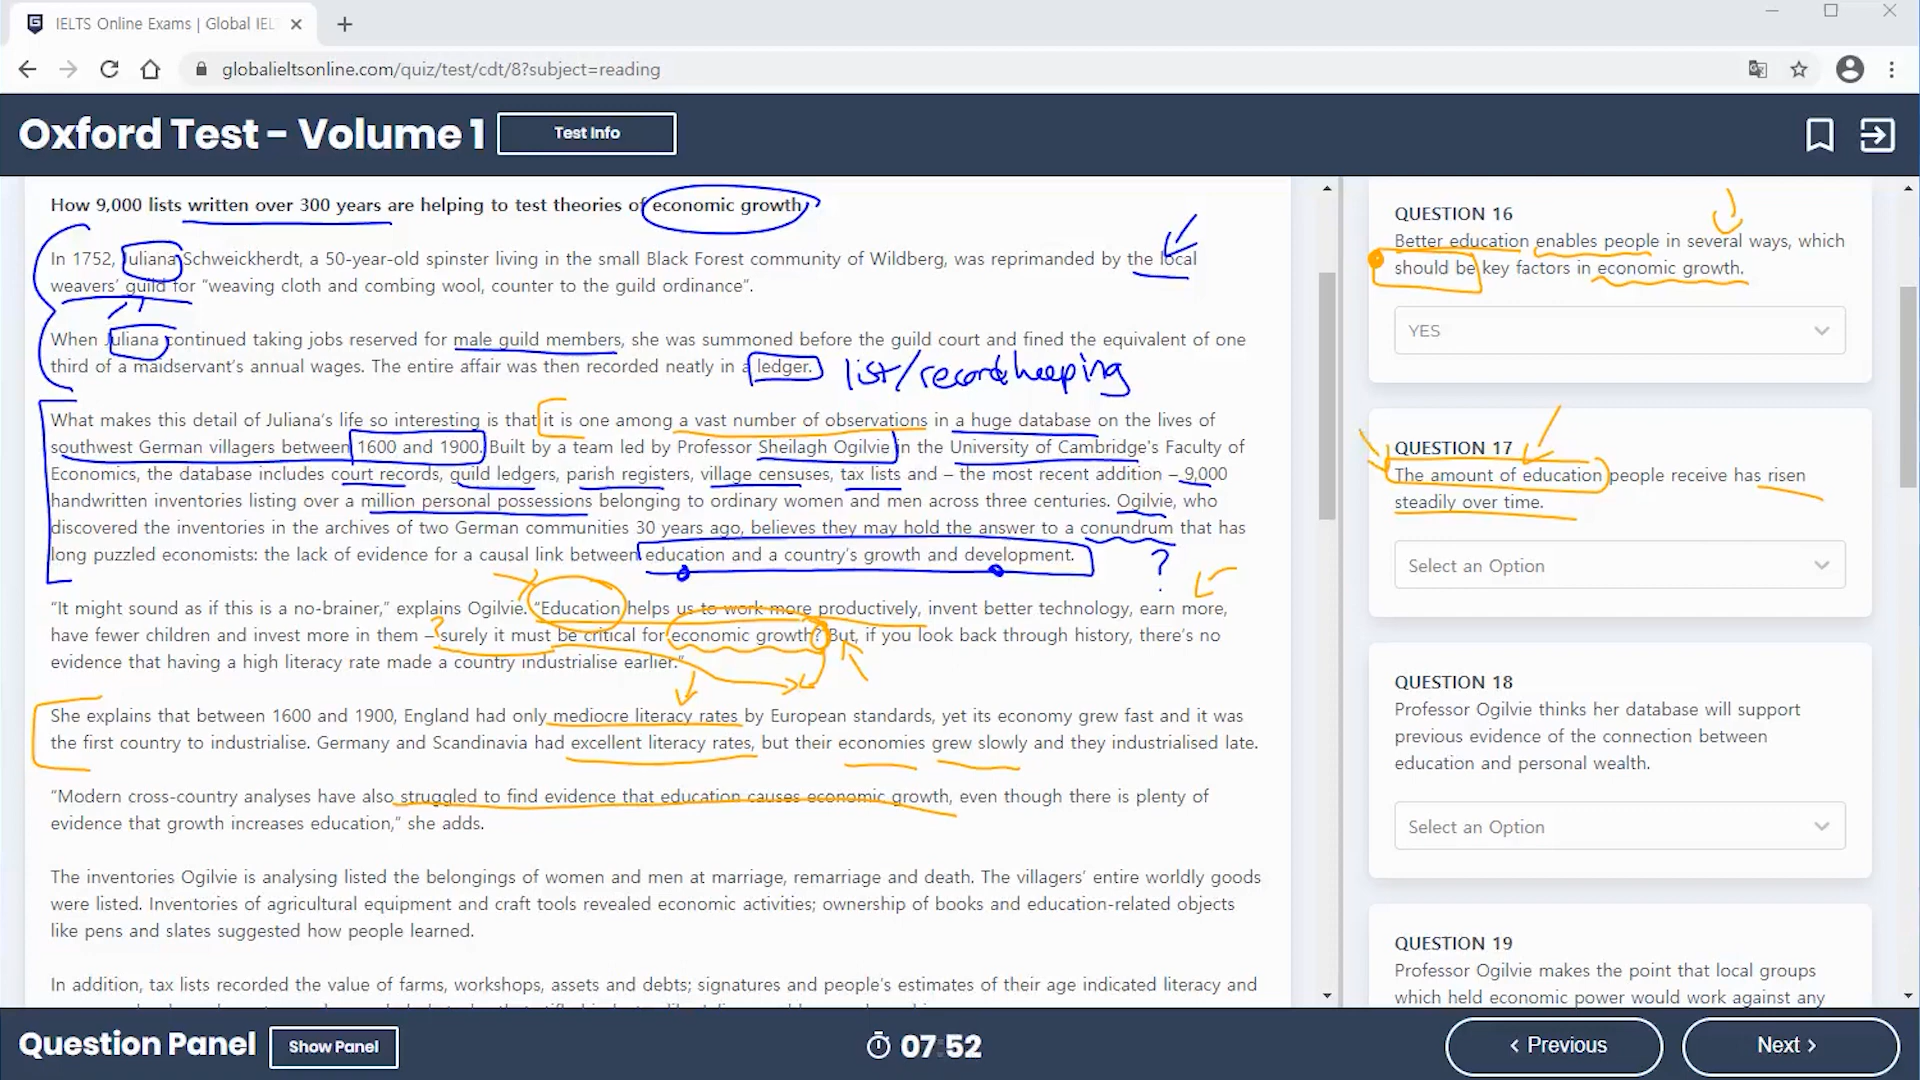 IELTS Online Exams | Global IEL
globalieltsonline.com/quiz/test/cdt/8?subject=reading
Oxford Test - Volume 1
Test Info
How 9,000 lists written over 300 years are helping to test theories of economic growth
In 1752, Juliana Schweickherdt, a 50-year-old spinster living in the small Black Forest community of Wildberg, was reprimanded by the local
weavers' guild for “weaving cloth and combing wool, counter to the guild ordinance”.
When Juliana continued taking jobs reserved for male guild members, she was summoned before the guild court and fined the equivalent of one
third of a maidservant's annual wages. The entire affair was then recorded neatly in a ledger.
list/recordkeeping
What makes this detail of Juliana's life so interesting is that it is one among a vast number of observations in a huge database on the lives of
southwest German villagers between 1600 and 1900. Built by a team led by Professor Sheilagh Ogilvie in the University of Cambridge's Faculty of
Economics, the database includes court records, guild ledgers, parish registers, village censuses, tax lists and – the most recent addition – 9,000
handwritten inventories listing over a million personal possessions belonging to ordinary women and men across three centuries. Ogilvie, who
discovered the inventories in the archives of two German communities 30 years ago, believes they may hold the answer to a conundrum that has
long puzzled economists: the lack of evidence for a causal link between education and a country's growth and development.
?
“It might sound as if this is a no-brainer,” explains Ogilvie. “Education helps us to work more productively, invent better technology, earn more,
have fewer children and invest more in them – surely it must be critical for economic growth? But, if you look back through history, there's no
evidence that having a high literacy rate made a country industrialise earlier.”
She explains that between 1600 and 1900, England had only mediocre literacy rates by European standards, yet its economy grew fast and it was
the first country to industrialise. Germany and Scandinavia had excellent literacy rates, but their economies grew slowly and they industrialised late.
“Modern cross-country analyses have also struggled to find evidence that education causes economic growth, even though there is plenty of
evidence that growth increases education,” she adds.
The inventories Ogilvie is analysing listed the belongings of women and men at marriage, remarriage and death. The villagers' entire worldly goods
were listed. Inventories of agricultural equipment and craft tools revealed economic activities; ownership of books and education-related objects
like pens and slates suggested how people learned.
In addition, tax lists recorded the value of farms, workshops, assets and debts; signatures and people's estimates of their age indicated literacy and
QUESTION 16
Better education enables people in several ways, which
should be key factors in economic growth.
YES
QUESTION 17
The amount of education people receive has risen
steadily over time.
Select an Option
QUESTION 18
Professor Ogilvie thinks her database will support
previous evidence of the connection between
education and personal wealth.
Select an Option
QUESTION 19
Professor Ogilvie makes the point that local groups
which held economic power would work against any
Question Panel
Show Panel
07:52
< Previous
Next >